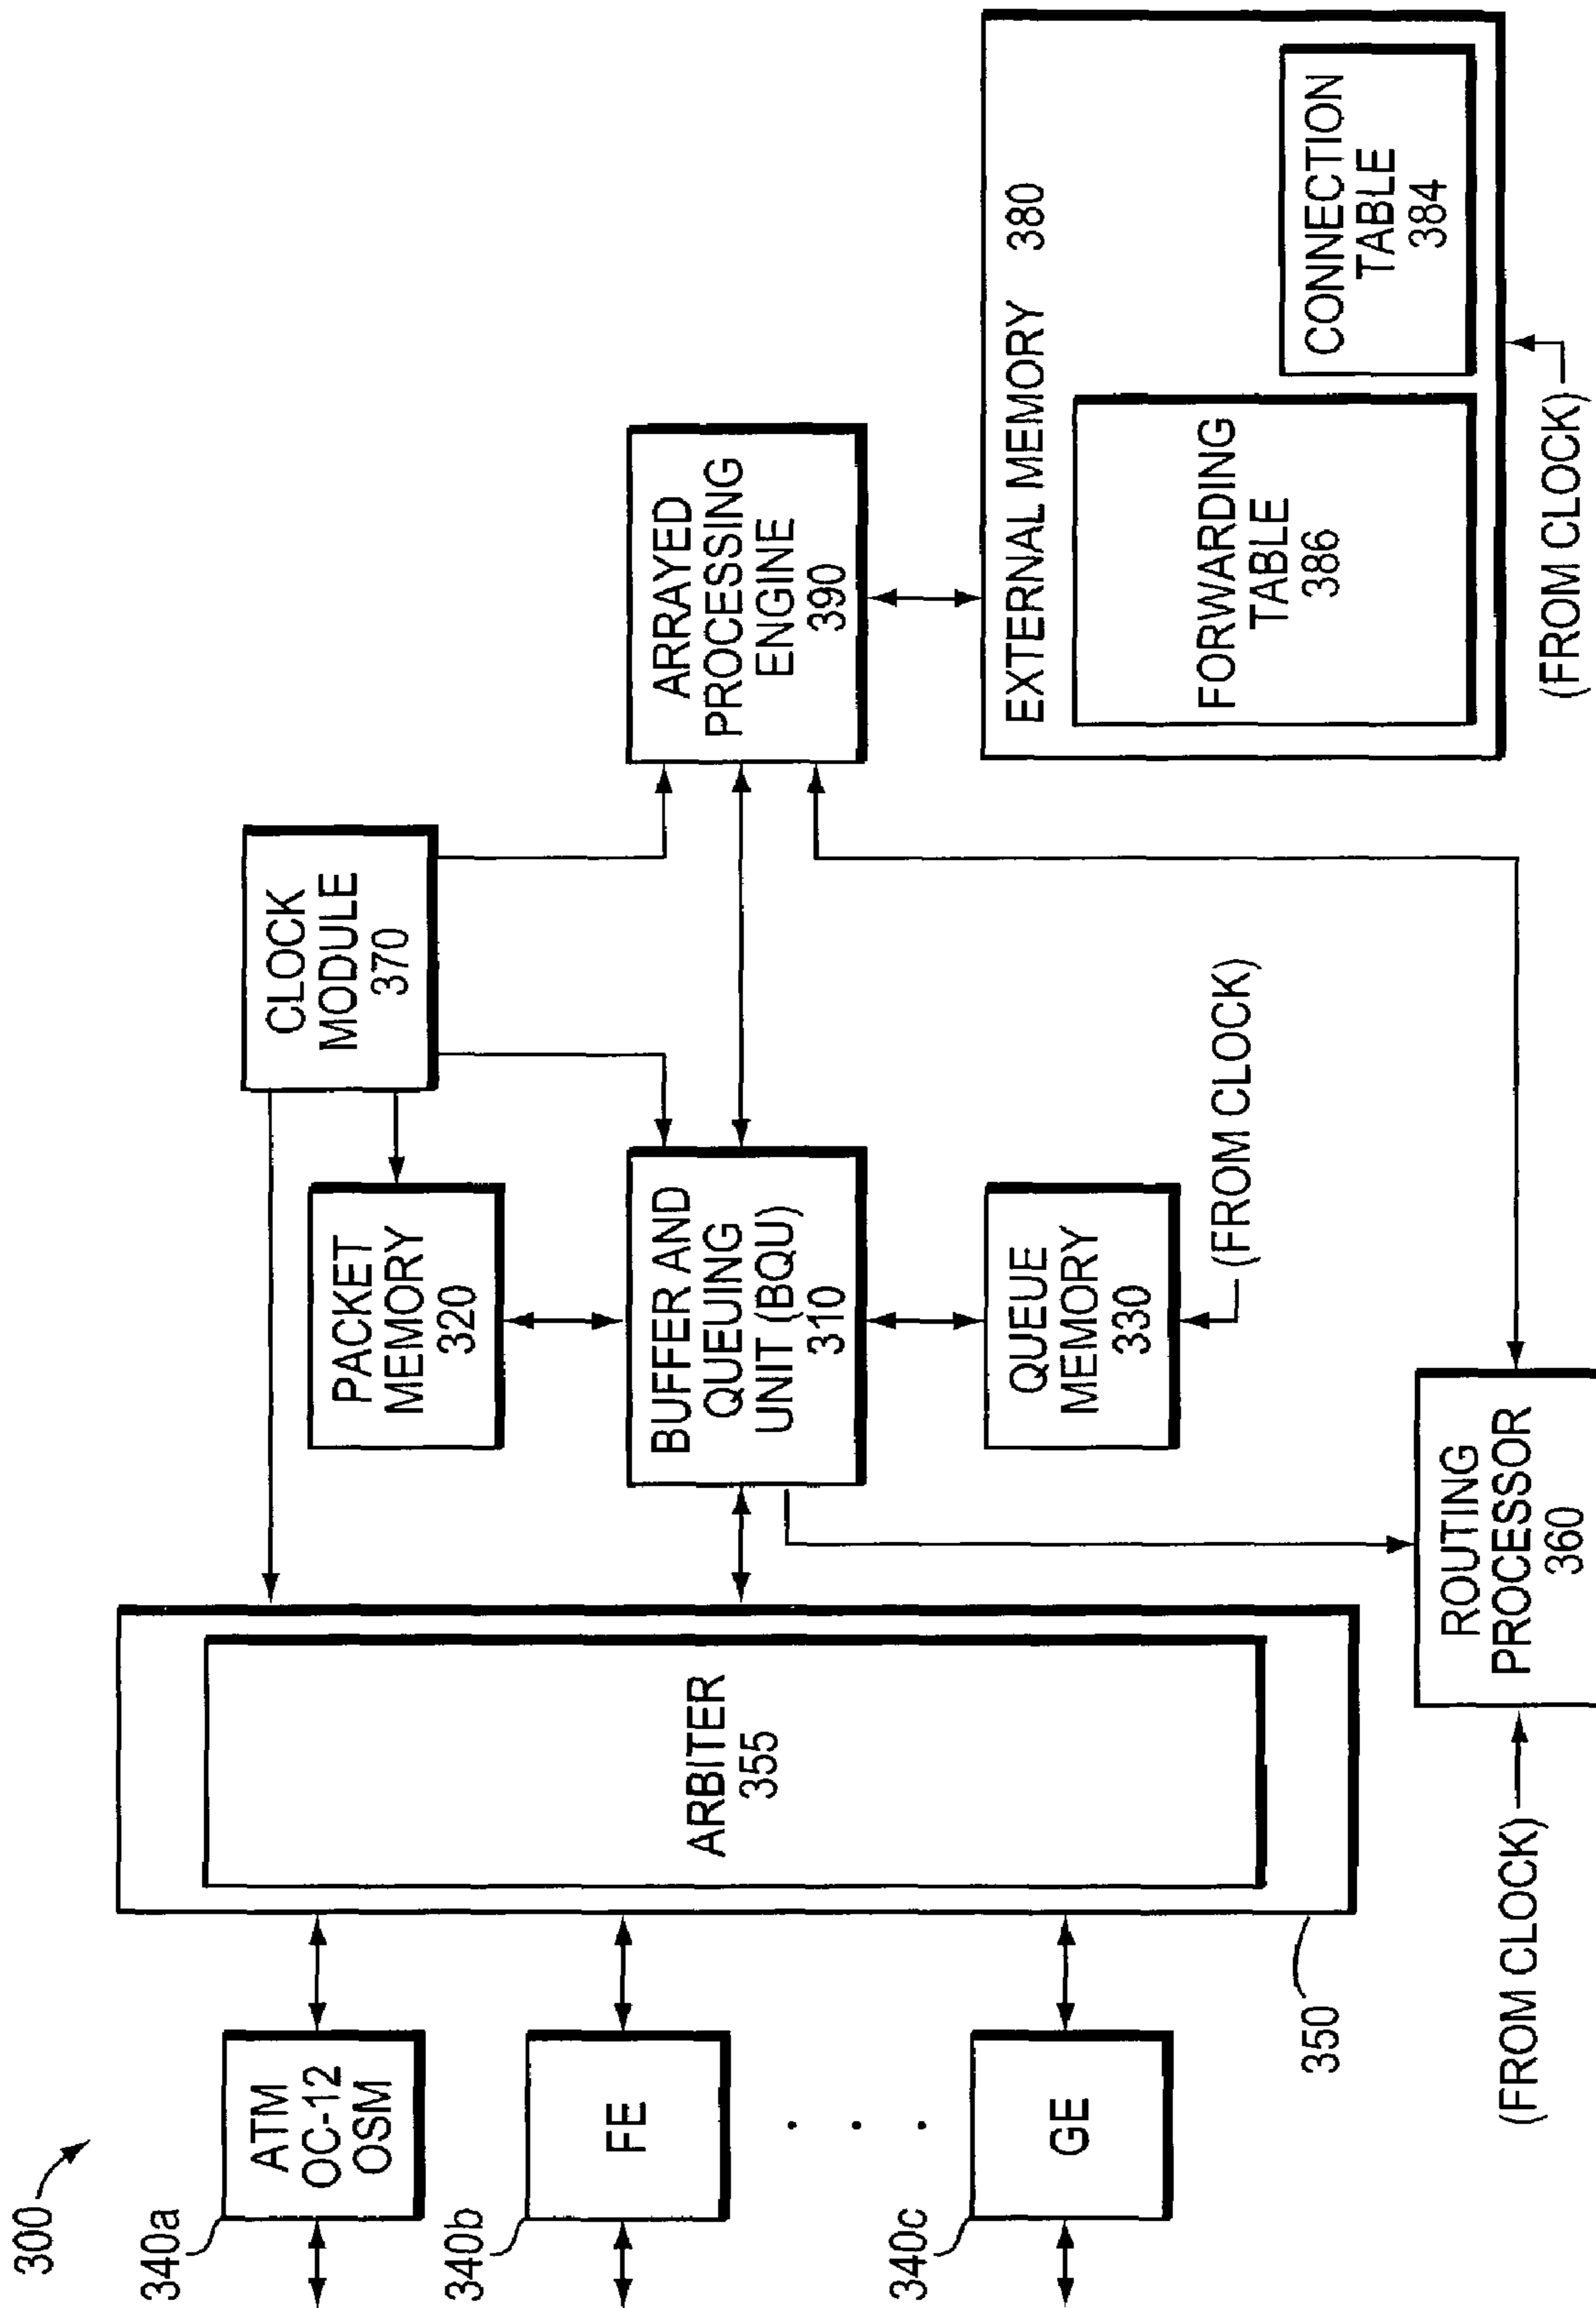 300
340a
ATM
OC-12
OSM
340b
FE
. . .
340c
GE
350
ARBITER
355
CLOCK
MODULE
370
PACKET
MEMORY
320
BUFFER AND
QUEUING
UNIT (BQU)
310
QUEUE
MEMORY
330
(FROM CLOCK)
ROUTING
PROCESSOR
360
(FROM CLOCK)
ARRAYED
PROCESSING
ENGINE
390
EXTERNAL MEMORY 380
FORWARDING
TABLE
386
CONNECTION
TABLE
384
(FROM CLOCK)